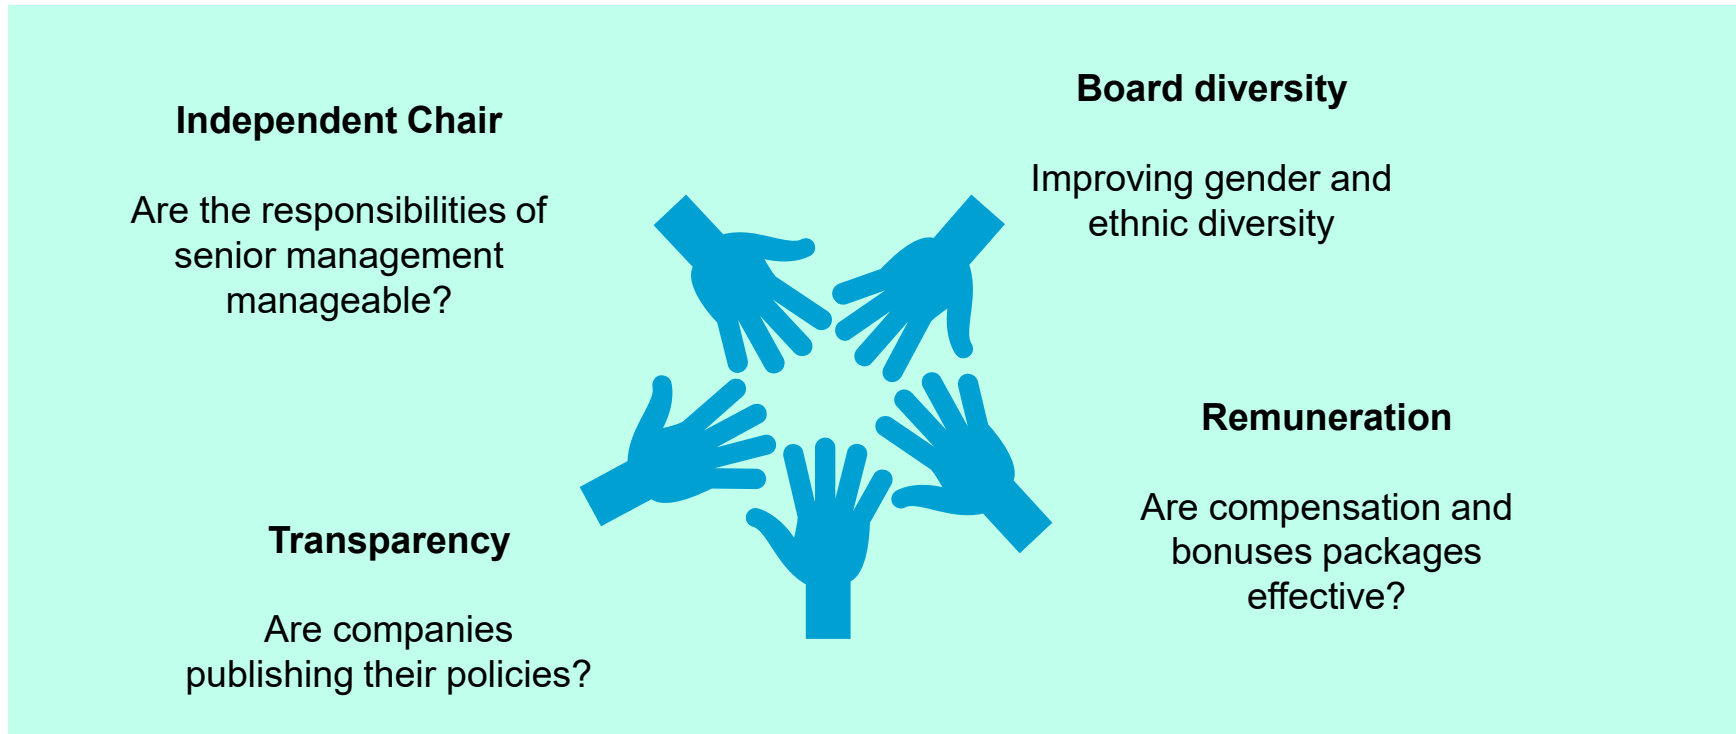 Independent Chair
Are the responsibilities of
senior management
manageable?
Board diversity
Improving gender and
ethnic diversity
Remuneration
Are compensation and
bonuses packages
effective?
Transparency
Are companies
publishing their policies?